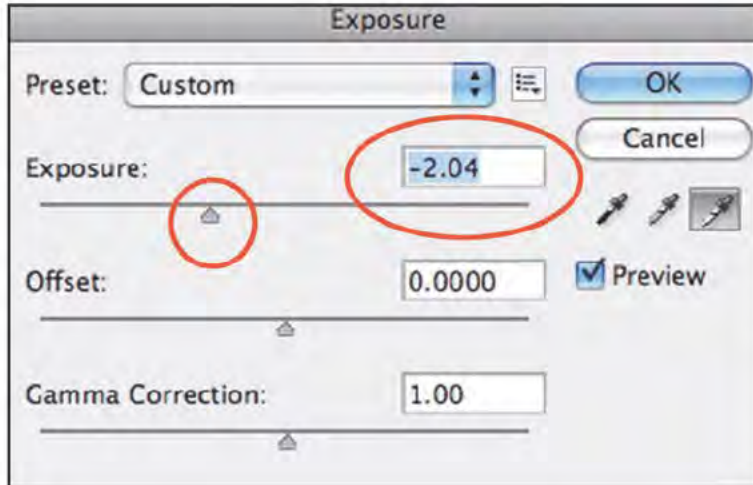 Exposure
Preset: Custom
OK
Cancel
Exposure: -2.04
Offset: 0.0000
Preview
Gamma Correction: 1.00